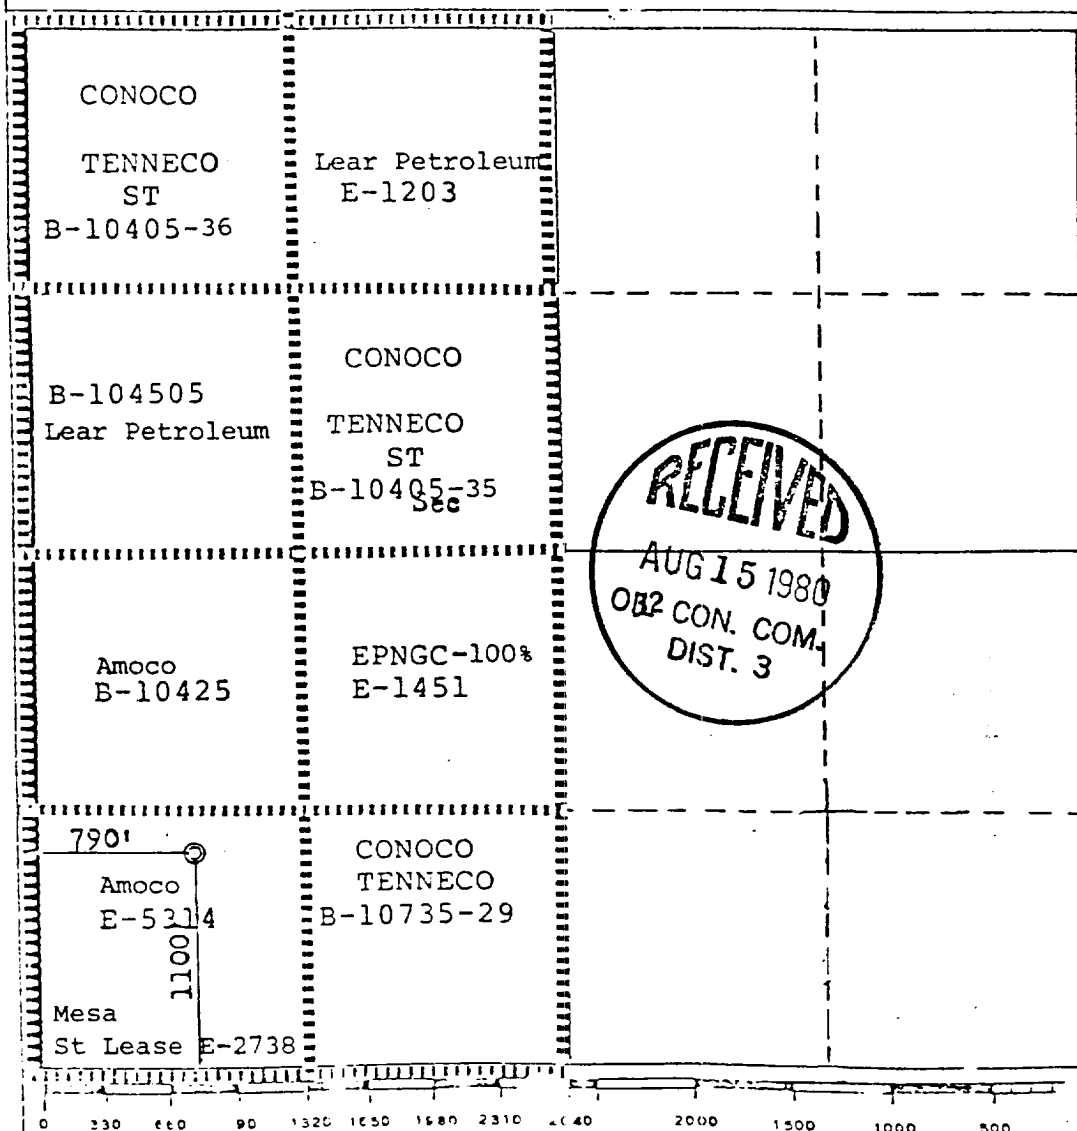 CONOCO
TENNECO
ST
B-10405-36
Lear Petroleum
E-1203
B-104505
Lear Petroleum
CONOCO
TENNECO
ST
B-10405-35
Sec
RECEIVED
AUG 15 1980
CON. COM.
DIST. 3
Amoco
B-10425
EPNGC-100%
E-1451
790'
Amoco
E-5314
1100'
Mesa
St Lease E-2738
CONOCO
TENNECO
B-10735-29
0 330 660 90 1320 1650 1980 2310 2000 1500 1000 500